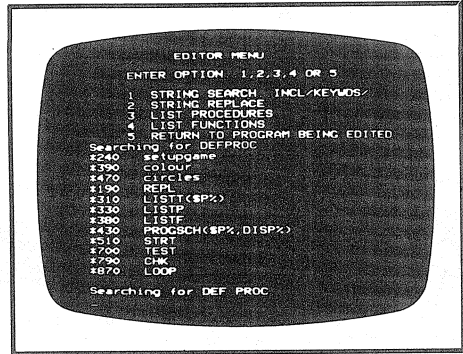 EDITOR MENU
ENTER OPTION 1,2,3,4 OR 5
1 STRING SEARCH INCL/KEYWDS/
2 STRING REPLACE
3 LIST PROCEDURES
4 LIST FUNCTIONS
5 RETURN TO PROGRAM BEING EDITED
Searching for DEFPROC
*240 setupgame
*390 colour
*470 circles
*190 REPL
*310 LISTT($P%)
*330 LISTP
*380 LISTF
*430 PROGSCH($P%,DISP%)
*510 STRT
*700 TEST
*790 CHK
*870 LOOP
Searching for DEF PROC